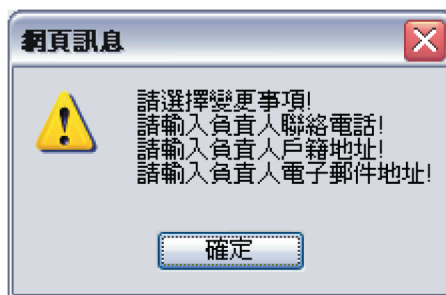 網頁訊息
請選擇變更事項!
請輸入負責人聯絡電話!
請輸入負責人戶籍地址!
請輸入負責人電子郵件地址!
確定